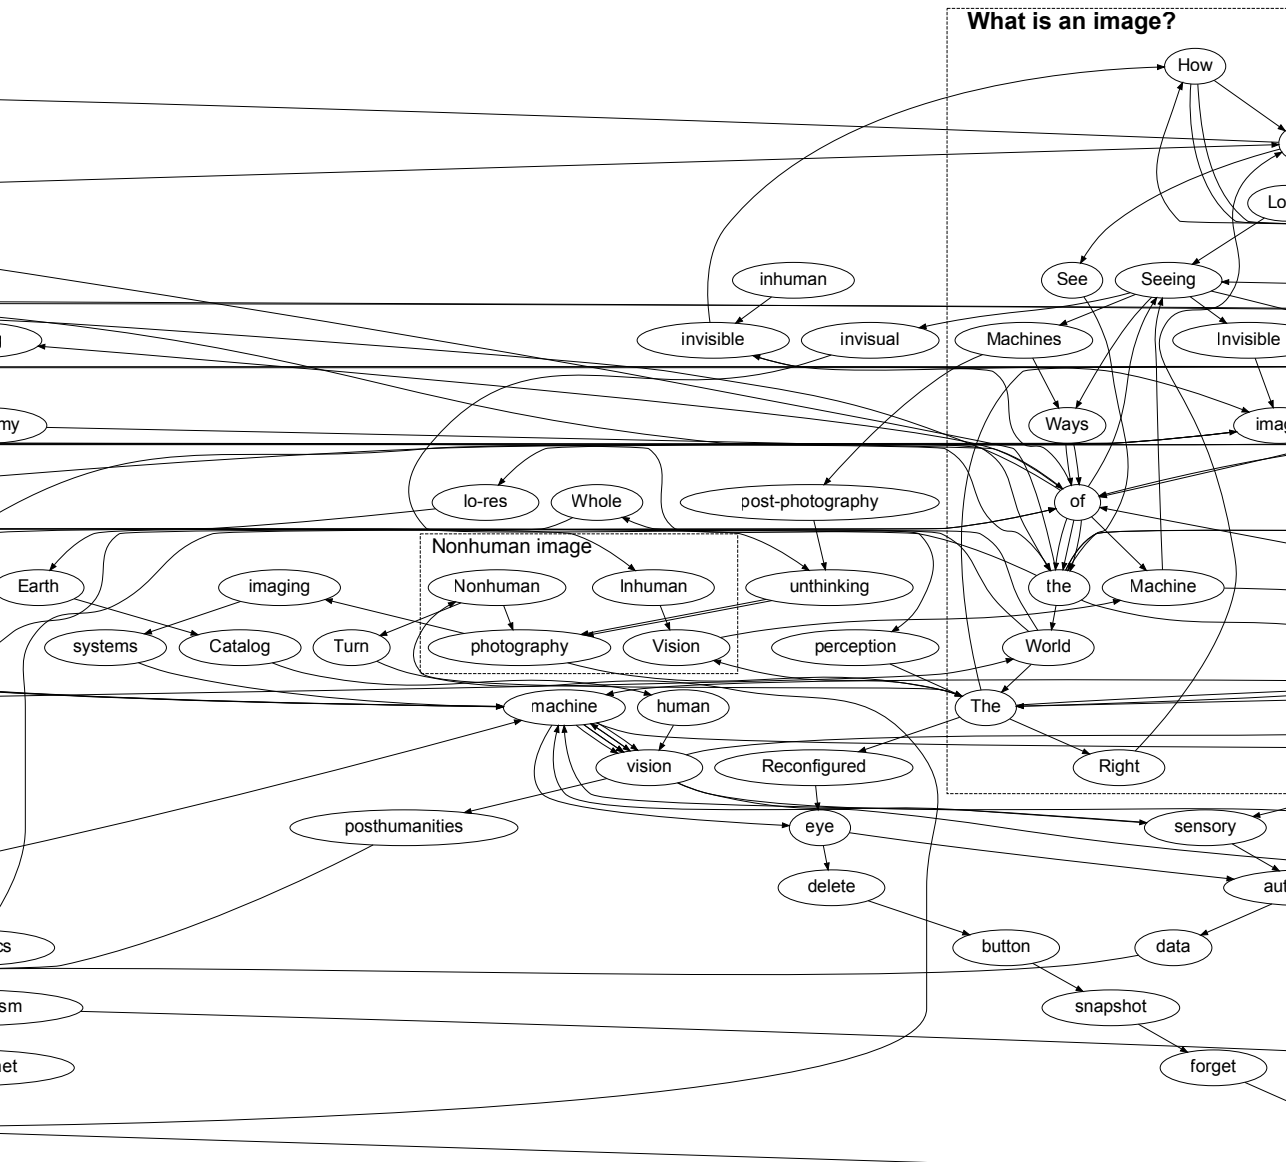 What is an image?
How
Lo
inhuman
See
Seeing
invisible
invisual
Machines
Invisible
my
Ways
imag
lo-res
Whole
post-photography
of
Nonhuman image
Earth
imaging
Nonhuman
Inhuman
unthinking
the
Machine
systems
Catalog
Turn
photography
Vision
perception
World
machine
human
The
vision
Reconfigured
Right
posthumanities
eye
sensory
delete
aut
cs
button
data
sm
snapshot
et
forget